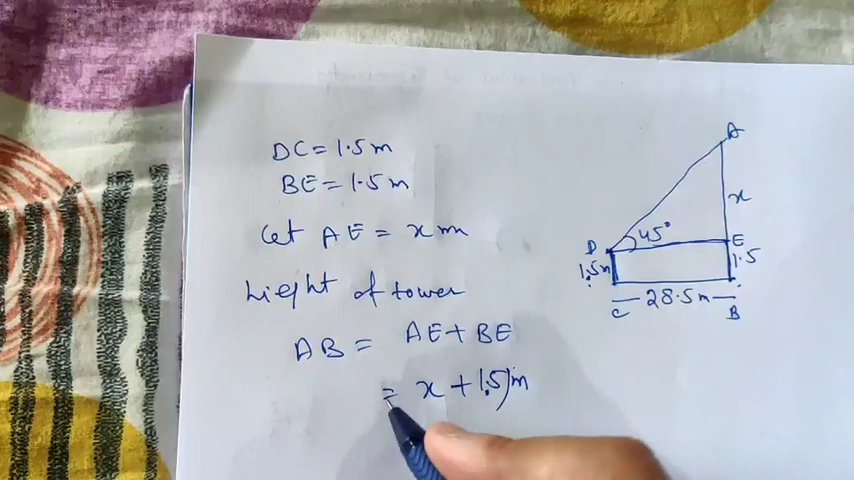 DC = 1.5 m
BE = 1.5 m
Let AE = x m
Height of tower
AB = AE + BE
= x + 1.5) m
A
x
D 45° E
1.5m 1.5
C 28.5 m B